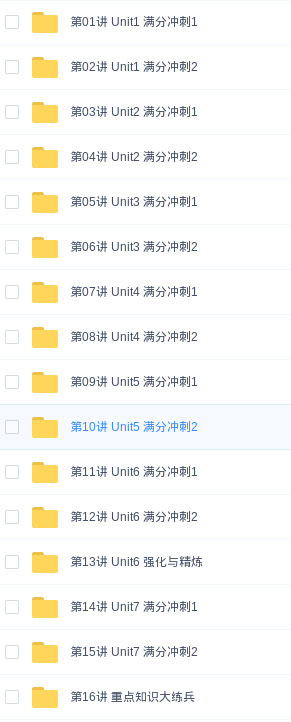 第01讲 Unit1 满分冲刺1
第02讲 Unit1 满分冲刺2
第03讲 Unit2 满分冲刺1
第04讲 Unit2 满分冲刺2
第05讲 Unit3 满分冲刺1
第06讲 Unit3 满分冲刺2
第07讲 Unit4 满分冲刺1
第08讲 Unit4 满分冲刺2
第09讲 Unit5 满分冲刺1
第10讲 Unit5 满分冲刺2
第11讲 Unit6 满分冲刺1
第12讲 Unit6 满分冲刺2
第13讲 Unit6 强化与精炼
第14讲 Unit7 满分冲刺1
第15讲 Unit7 满分冲刺2
第16讲 重点知识大练兵